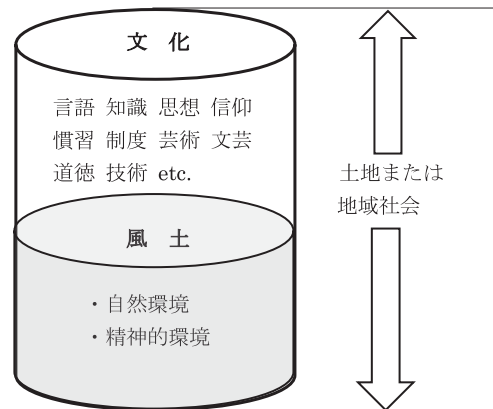 文 化
言語 知識 思想 信仰
慣習 制度 芸術 文芸
道徳 技術 etc.
土地または
地域社会
風 土
・自然環境
・精神的環境